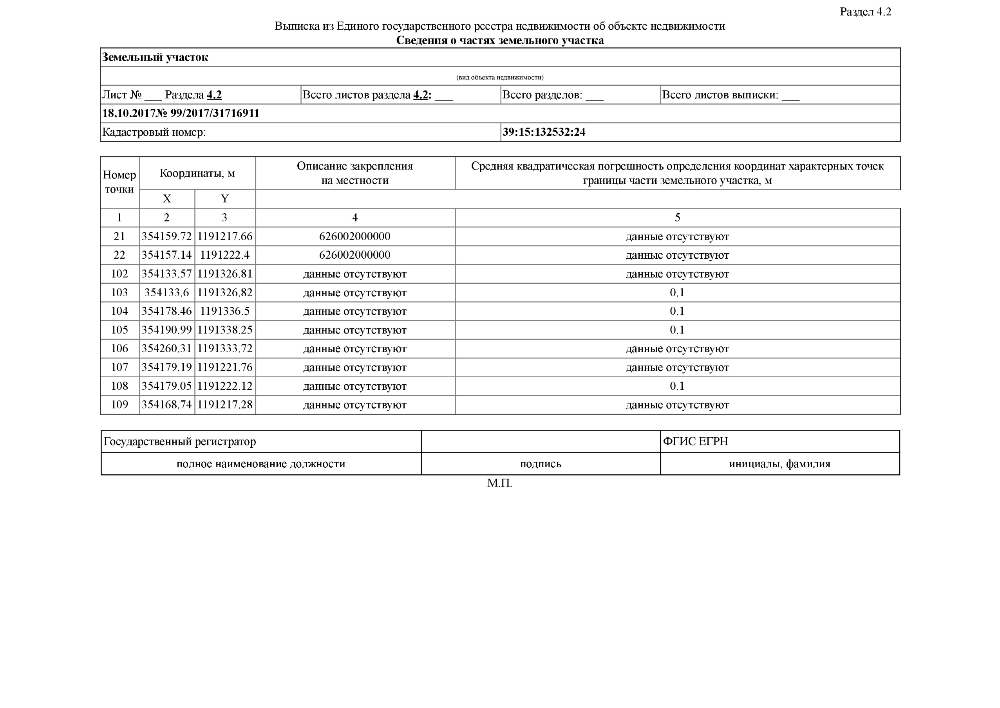 Раздел 4.2
Выписка из Единого государственного реестра недвижимости об объекте недвижимости
Сведения о частях земельного участка
Земельный участок
(вид объекта недвижимости)
Лист № ___ Раздела 4.2 Всего листов раздела 4.2: ___ Всего разделов: ___ Всего листов выписки: ___
18.10.2017№ 99/2017/31716911
Кадастровый номер: 39:15:132532:24
Номер точки Координаты, м Описание закрепления на местности Средняя квадратическая погрешность определения координат характерных точек границы части земельного участка, м
X Y
1 2 3 4 5
21 354159.72 1191217.66 626002000000 данные отсутствуют
22 354157.14 1191222.4 626002000000 данные отсутствуют
102 354133.57 1191326.81 данные отсутствуют данные отсутствуют
103 354133.6 1191326.82 данные отсутствуют 0.1
104 354178.46 1191336.5 данные отсутствуют 0.1
105 354190.99 1191338.25 данные отсутствуют 0.1
106 354260.31 1191333.72 данные отсутствуют данные отсутствуют
107 354179.19 1191221.76 данные отсутствуют данные отсутствуют
108 354179.05 1191222.12 данные отсутствуют 0.1
109 354168.74 1191217.28 данные отсутствуют данные отсутствуют
Государственный регистратор ФГИС ЕГРН
полное наименование должности подпись инициалы, фамилия
М.П.